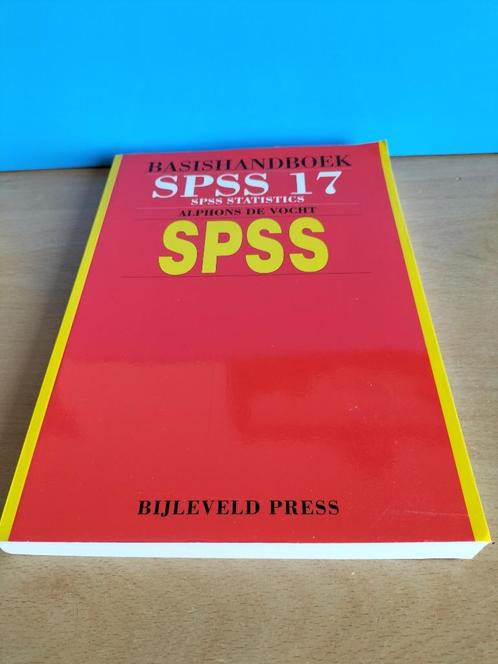 BASISHANDBOEK
SPSS 17
SPSS STATISTICS
ALPHONS DE VOCHT
SPSS
BIJLEVELD PRESS